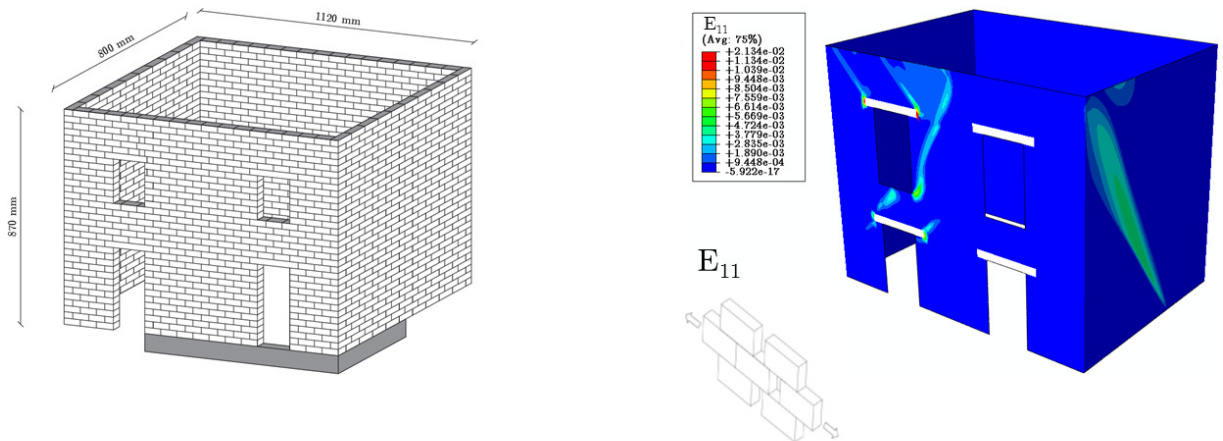 800 mm
1120 mm
870 mm
E11
(Avg: 75%)
+2.134e-02
+1.134e-02
+1.039e-02
+9.448e-03
+8.504e-03
+7.559e-03
+6.614e-03
+5.669e-03
+4.724e-03
+3.779e-03
+2.835e-03
+1.890e-03
+9.448e-04
-5.922e-17
E11